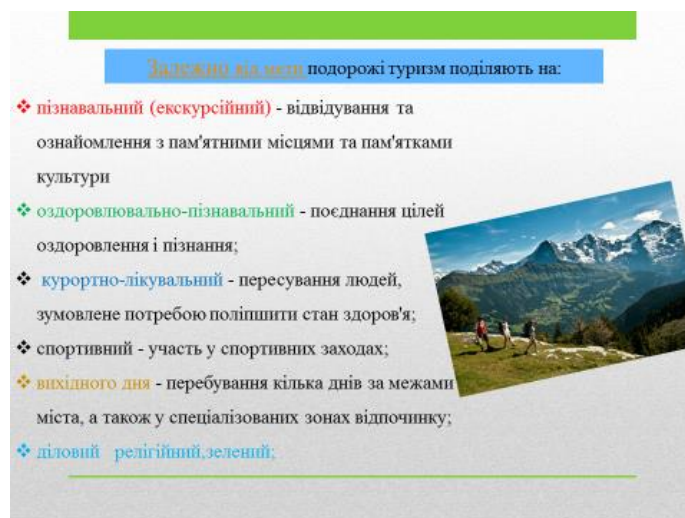 Залежно від мети подорожі туризм поділяють на:
❖ пізнавальний (екскурсійний) - відвідування та
ознайомлення з пам'ятними місцями та пам'ятками
культури
❖ оздоровлювально-пізнавальний - поєднання цілей
оздоровлення і пізнання;
❖ курортно-лікувальний - пересування людей,
зумовлене потребою поліпшити стан здоров'я;
❖ спортивний - участь у спортивних заходах;
❖ вихідного дня - перебування кілька днів за межами
міста, а також у спеціалізованих зонах відпочинку;
❖ діловий релігійний,зелений;